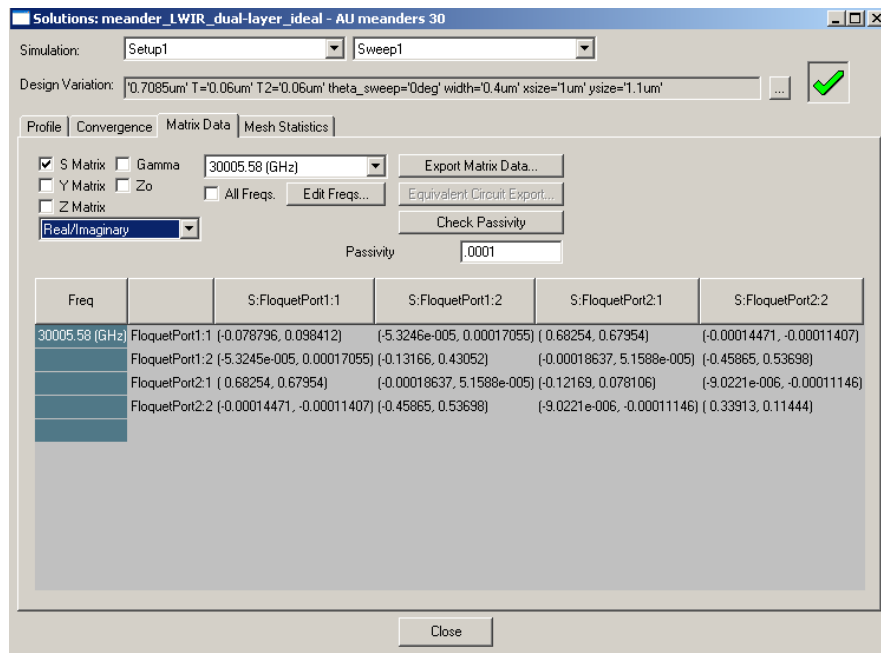 Solutions: meander_LWIR_dual-layer_ideal - AU meanders 30
Simulation: Setup1 Sweep1
Design Variation: '0.7085um' T='0.06um' T2='0.06um' theta_sweep='0deg' width='0.4um' xsize='1um' ysize='1.1um' ...
Profile Convergence Matrix Data Mesh Statistics
S Matrix Gamma 30005.58 (GHz) Export Matrix Data...
Y Matrix Zo All Freqs. Edit Freqs... Equivalent Circuit Export...
Z Matrix Check Passivity
Real/Imaginary
Passivity .0001
Freq S:FloquetPort1:1 S:FloquetPort1:2 S:FloquetPort2:1 S:FloquetPort2:2
30005.58 (GHz) FloquetPort1:1 (-0.078796, 0.098412) (-5.3246e-005, 0.00017055) ( 0.68254, 0.67954) (-0.00014471, -0.00011407)
FloquetPort1:2 (-5.3245e-005, 0.00017055) (-0.13166, 0.43052) (-0.00018637, 5.1588e-005) (-0.45865, 0.53698)
FloquetPort2:1 ( 0.68254, 0.67954) (-0.00018637, 5.1588e-005) (-0.12169, 0.078106) (-9.0221e-006, -0.00011146)
FloquetPort2:2 (-0.00014471, -0.00011407) (-0.45865, 0.53698) (-9.0221e-006, -0.00011146) ( 0.33913, 0.11444)
Close